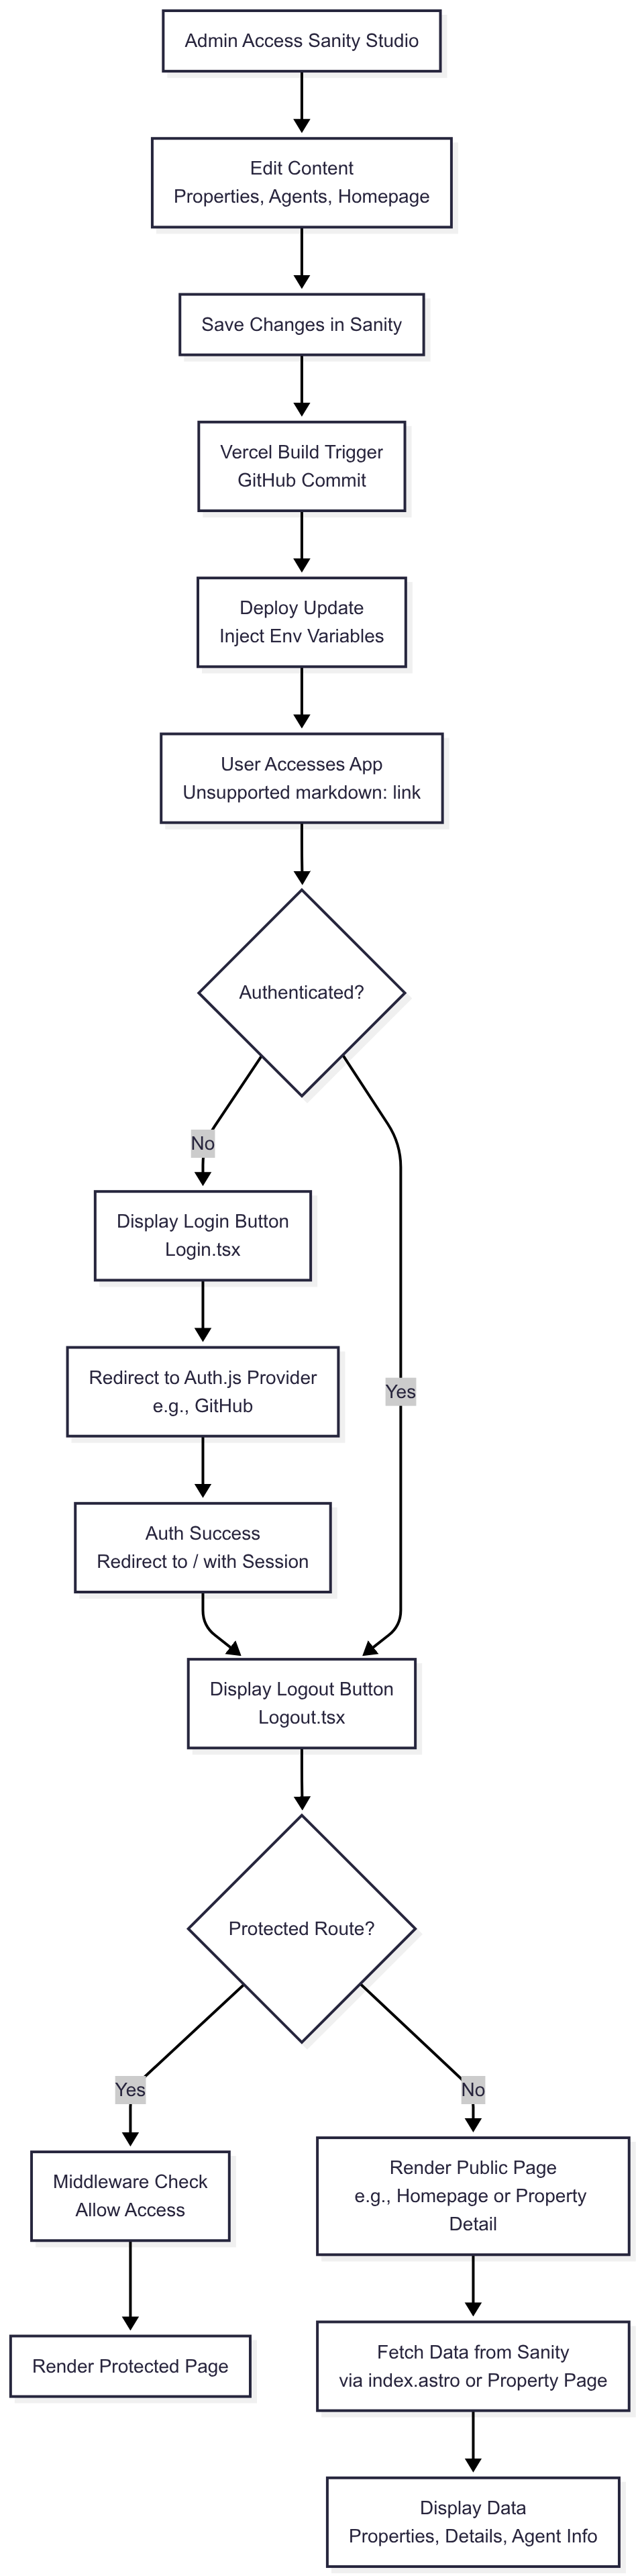 Admin Access Sanity Studio
Edit Content
Properties, Agents, Homepage
Save Changes in Sanity
Vercel Build Trigger
GitHub Commit
Deploy Update
Inject Env Variables
User Accesses App
Unsupported markdown: link
Authenticated?
No
Display Login Button
Login.tsx
Redirect to Auth.js Provider
e.g., GitHub
Yes
Auth Success
Redirect to / with Session
Display Logout Button
Logout.tsx
Protected Route?
Yes
No
Middleware Check
Allow Access
Render Public Page
e.g., Homepage or Property
Detail
Render Protected Page
Fetch Data from Sanity
via index.astro or Property Page
Display Data
Properties, Details, Agent Info